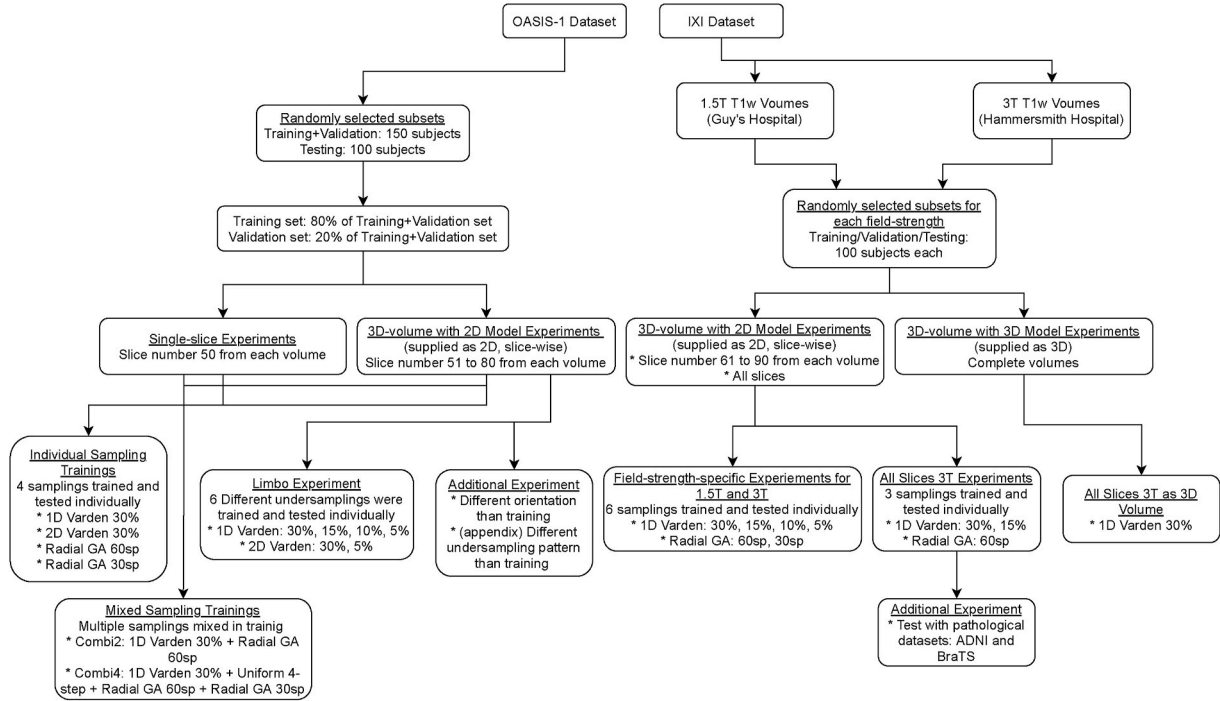 OASIS-1 Dataset
IXI Dataset
Randomly selected subsets
Training+Validation: 150 subjects
Testing: 100 subjects
1.5T T1w Voumes
(Guy's Hospital)
3T T1w Voumes
(Hammersmith Hospital)
Training set: 80% of Training+Validation set
Validation set: 20% of Training+Validation set
Randomly selected subsets for
each field-strength
Training/Validation/Testing:
100 subjects each
Single-slice Experiments
Slice number 50 from each volume
3D-volume with 2D Model Experiments
(supplied as 2D, slice-wise)
Slice number 51 to 80 from each volume
3D-volume with 2D Model Experiments
(supplied as 2D, slice-wise)
* Slice number 61 to 90 from each volume
* All slices
3D-volume with 3D Model Experiments
(supplied as 3D)
Complete volumes
Individual Sampling
Trainings
4 samplings trained and
tested individually
* 1D Varden 30%
* 2D Varden 30%
* Radial GA 60sp
* Radial GA 30sp
Limbo Experiment
6 Different undersamplings were
trained and tested individually
* 1D Varden: 30%, 15%, 10%, 5%
* 2D Varden: 30%, 5%
Additional Experiment
* Different orientation
than training
* (appendix) Different
undersampling pattern
than training
Field-strength-specific Experiements for
1.5T and 3T
6 samplings trained and tested individually
* 1D Varden: 30%, 15%, 10%, 5%
* Radial GA: 60sp, 30sp
All Slices 3T Experiments
3 samplings trained and
tested individually
* 1D Varden: 30%, 15%
* Radial GA: 60sp
All Slices 3T as 3D
Volume
* 1D Varden 30%
Mixed Sampling Trainings
Multiple samplings mixed in trainig
* Combi2: 1D Varden 30% + Radial GA
60sp
* Combi4: 1D Varden 30% + Uniform 4-
step + Radial GA 60sp + Radial GA 30sp
Additional Experiment
* Test with pathological
datasets: ADNI and
BraTS